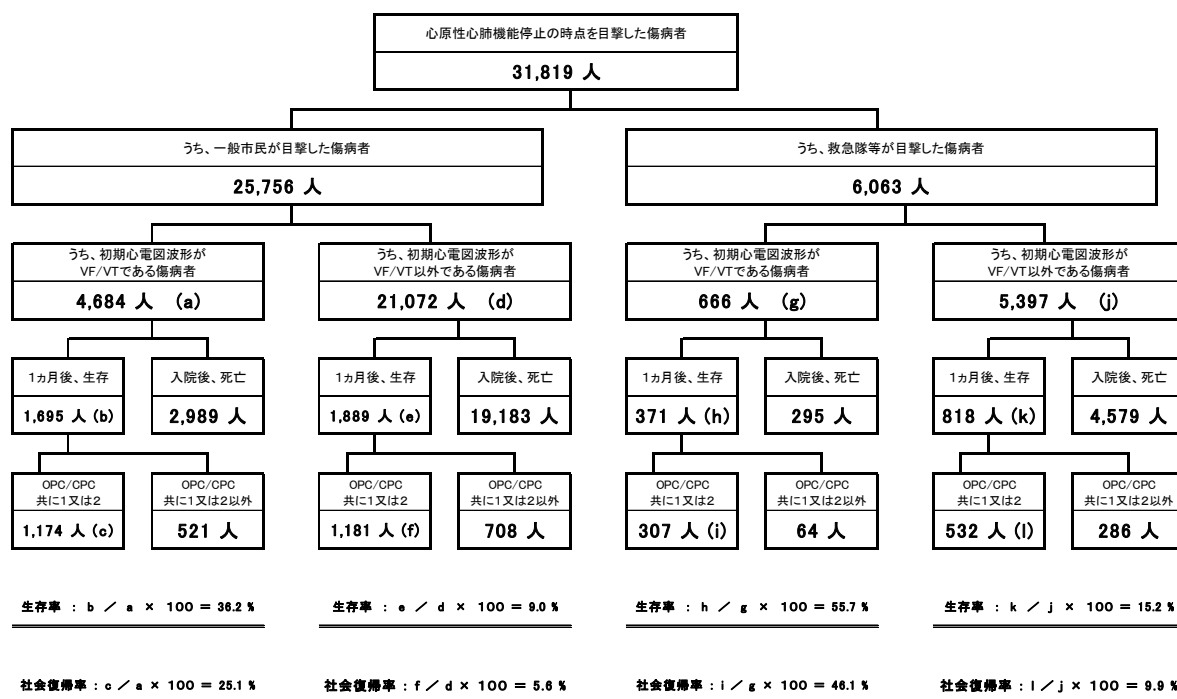 心原性心肺機能停止の時点を目撃した傷病者
31,819 人
うち、一般市民が目撃した傷病者
25,756 人
うち、救急隊等が目撃した傷病者
6,063 人
うち、初期心電図波形が
VF/VTである傷病者
4,684 人 (a)
うち、初期心電図波形が
VF/VT以外である傷病者
21,072 人 (d)
うち、初期心電図波形が
VF/VTである傷病者
666 人 (g)
うち、初期心電図波形が
VF/VT以外である傷病者
5,397 人 (j)
1ヵ月後、生存
1,695 人 (b)
入院後、死亡
2,989 人
1ヵ月後、生存
1,889 人 (e)
入院後、死亡
19,183 人
1ヵ月後、生存
371 人 (h)
入院後、死亡
295 人
1ヵ月後、生存
818 人 (k)
入院後、死亡
4,579 人
OPC/CPC
共に1又は2
1,174 人 (c)
OPC/CPC
共に1又は2以外
521 人
OPC/CPC
共に1又は2
1,181 人 (f)
OPC/CPC
共に1又は2以外
708 人
OPC/CPC
共に1又は2
307 人 (i)
OPC/CPC
共に1又は2以外
64 人
OPC/CPC
共に1又は2
532 人 (l)
OPC/CPC
共に1又は2以外
286 人
生存率 : b / a × 100 = 36.2 %
生存率 : e / d × 100 = 9.0 %
生存率 : h / g × 100 = 55.7 %
生存率 : k / j × 100 = 15.2 %
社会復帰率 : c / a × 100 = 25.1 %
社会復帰率 : f / d × 100 = 5.6 %
社会復帰率 : i / g × 100 = 46.1 %
社会復帰率 : l / j × 100 = 9.9 %